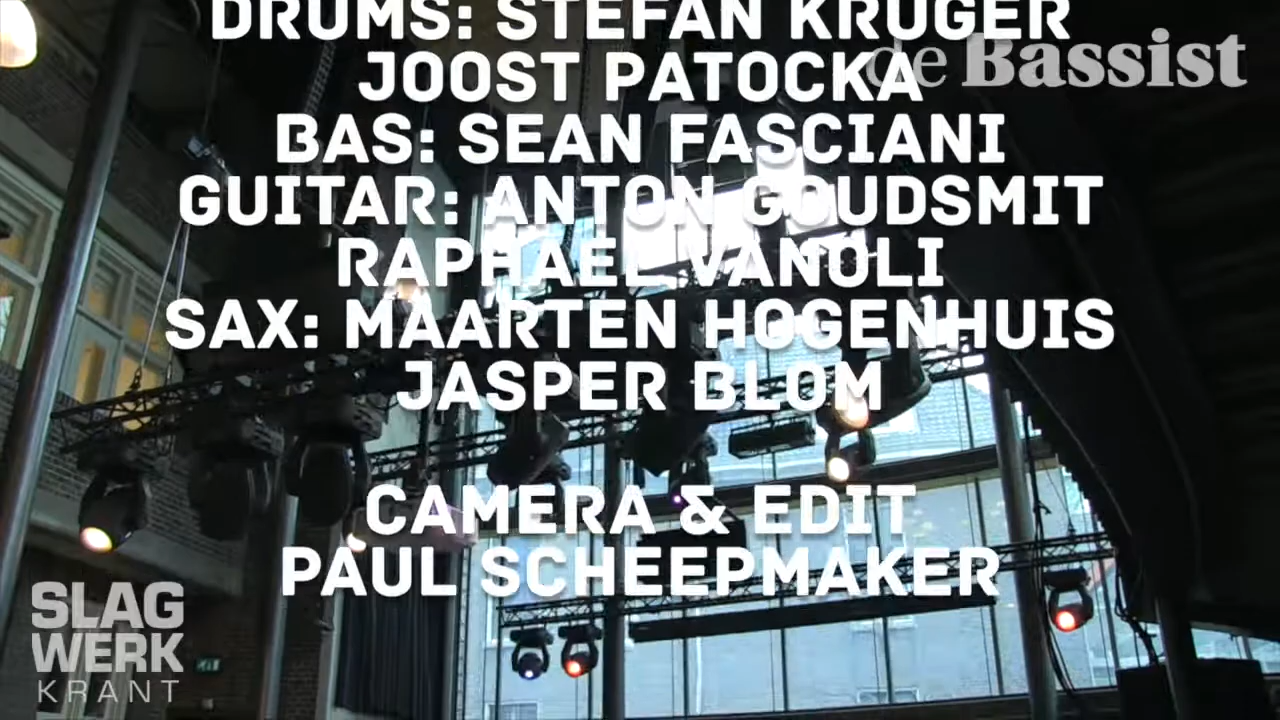 DRUMS: STEFAN KRUGER
de Bassist
JOOST PATOCKA
BAS: SEAN FASCIANI
GUITAR: ANTON GOUDSMIT
RAPHAEL VANOLI
SAX: MAARTEN HOGENHUIS
JASPER BLOM
CAMERA & EDIT
PAUL SCHEEPMAKER
SLAG
WERK
KRANT